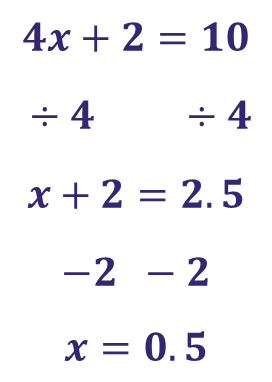 4x + 2 = 10
÷ 4 ÷ 4
x + 2 = 2.5
−2 − 2
x = 0.5